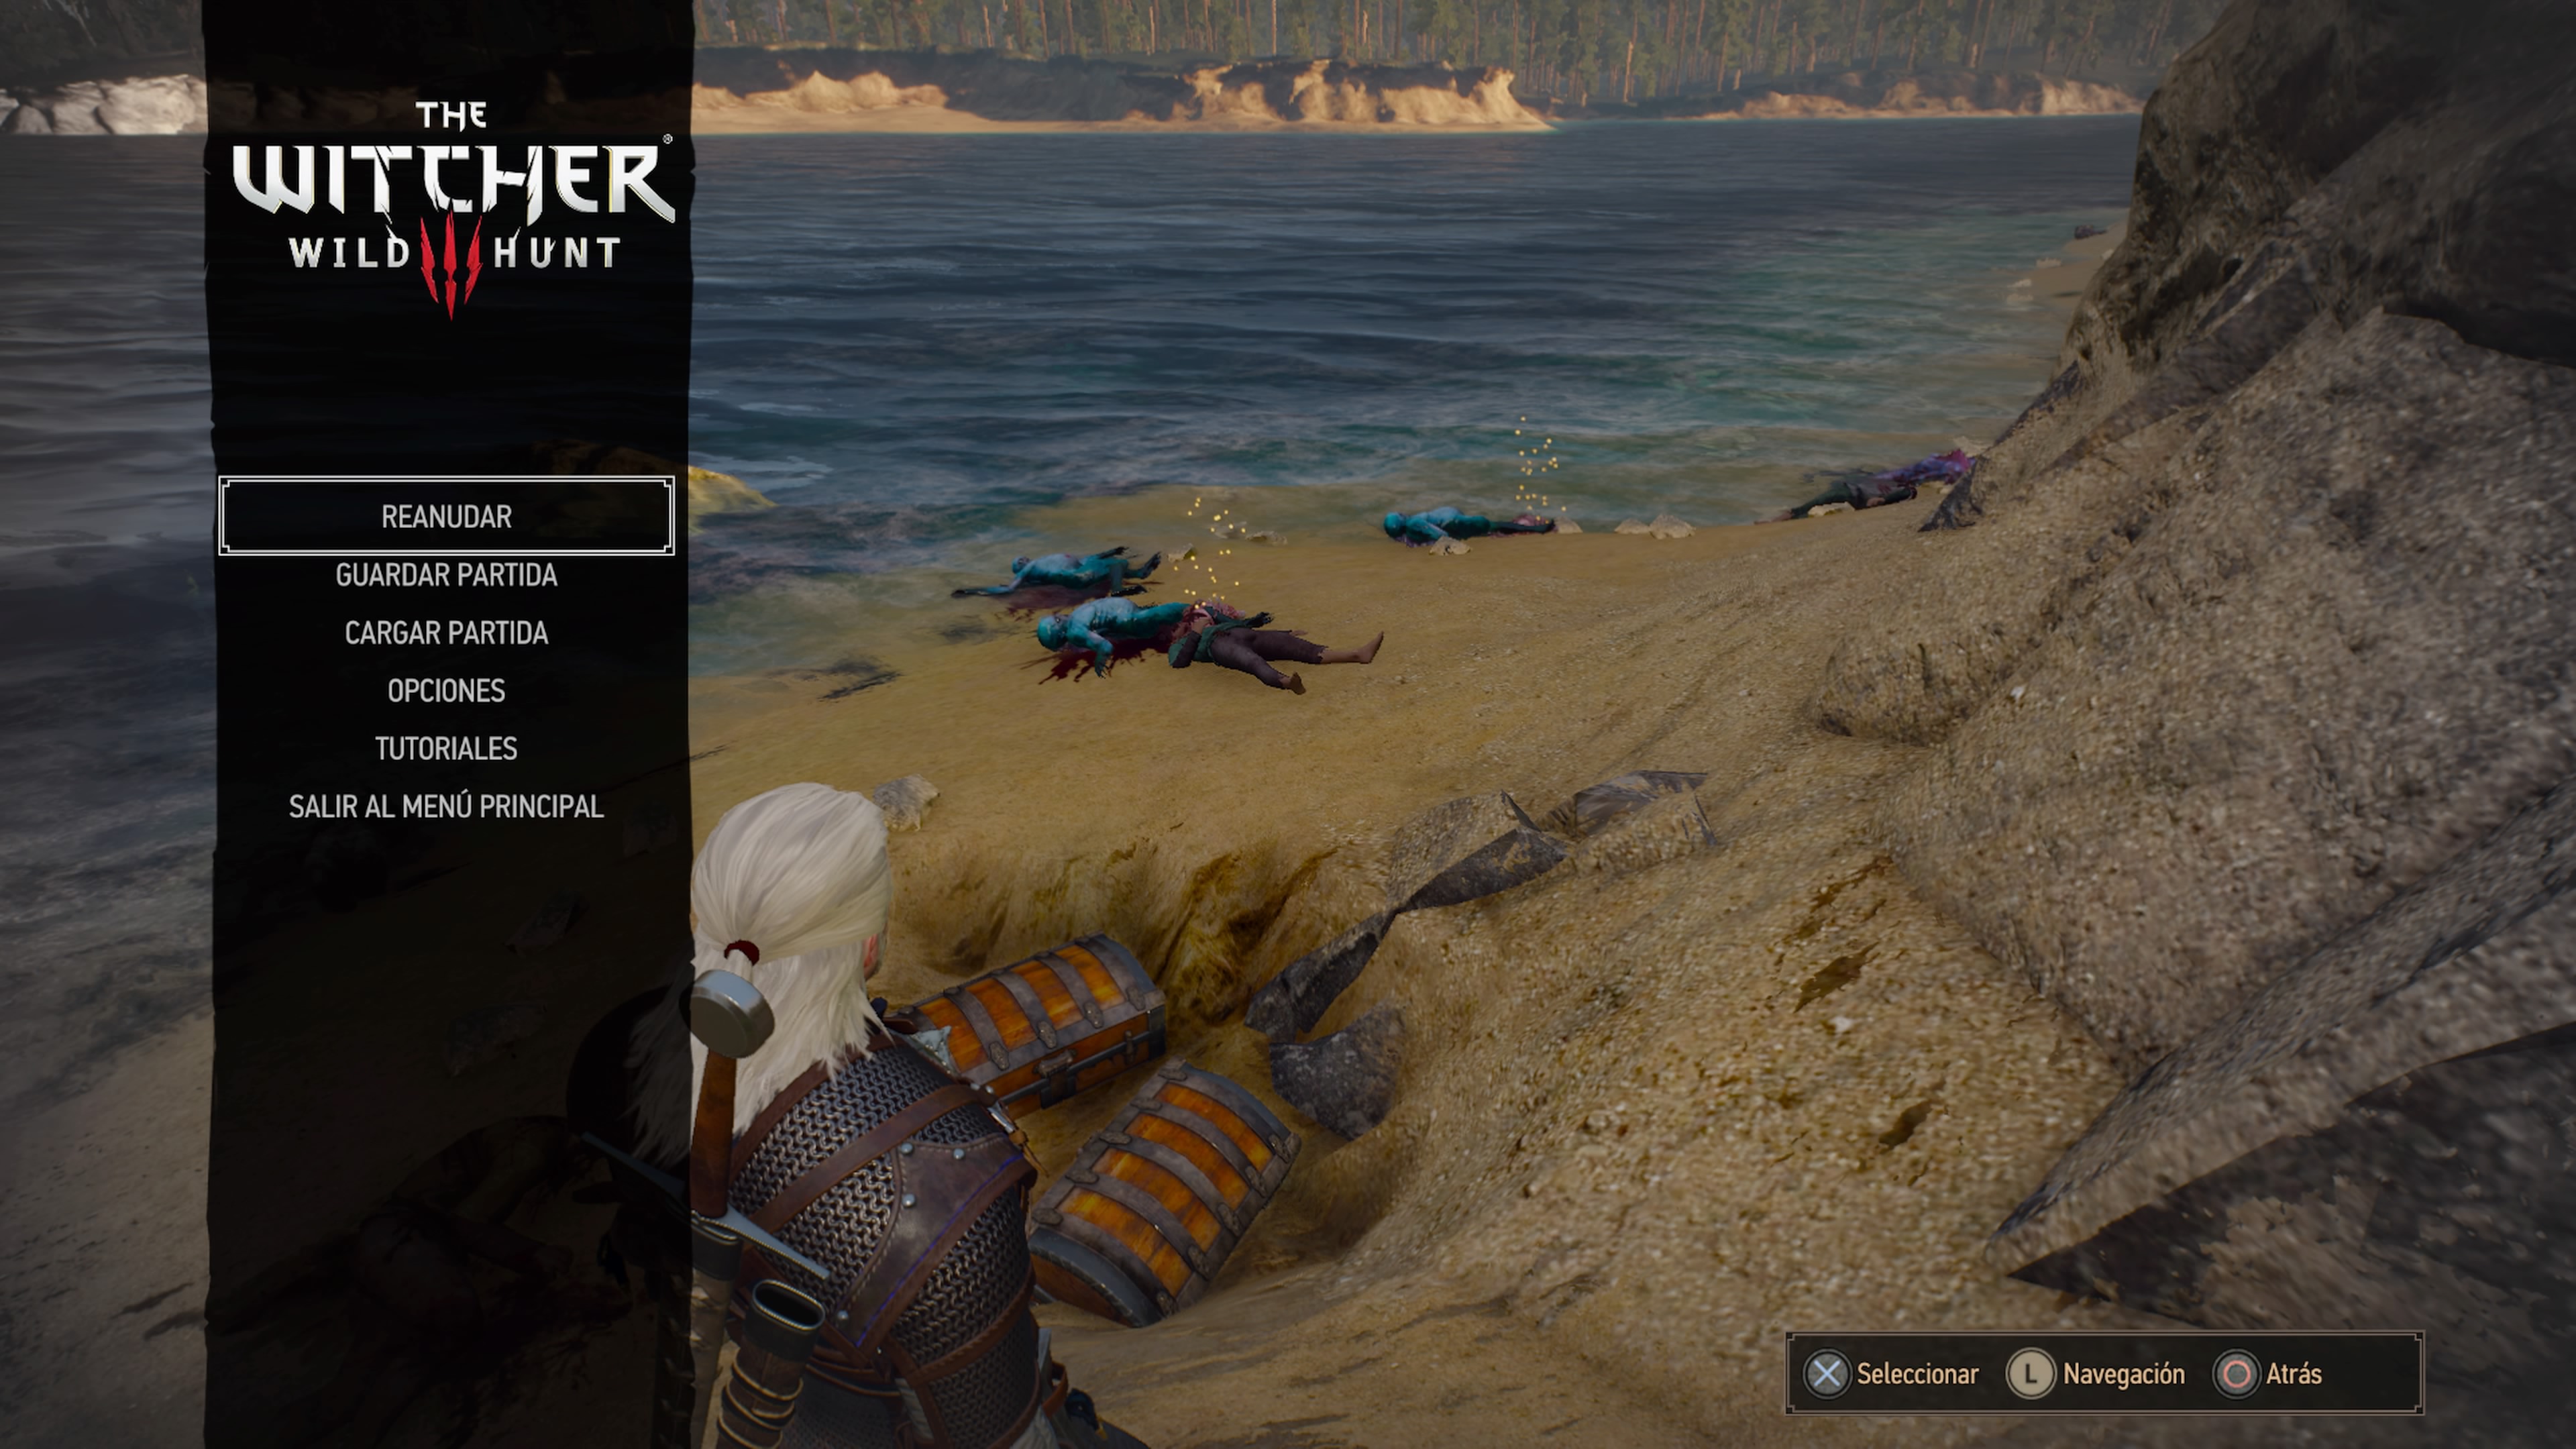 THE
WITCHER®
WILD HUNT
REANUDAR
GUARDAR PARTIDA
CARGAR PARTIDA
OPCIONES
TUTORIALES
SALIR AL MENÚ PRINCIPAL
Seleccionar L Navegación Atrás